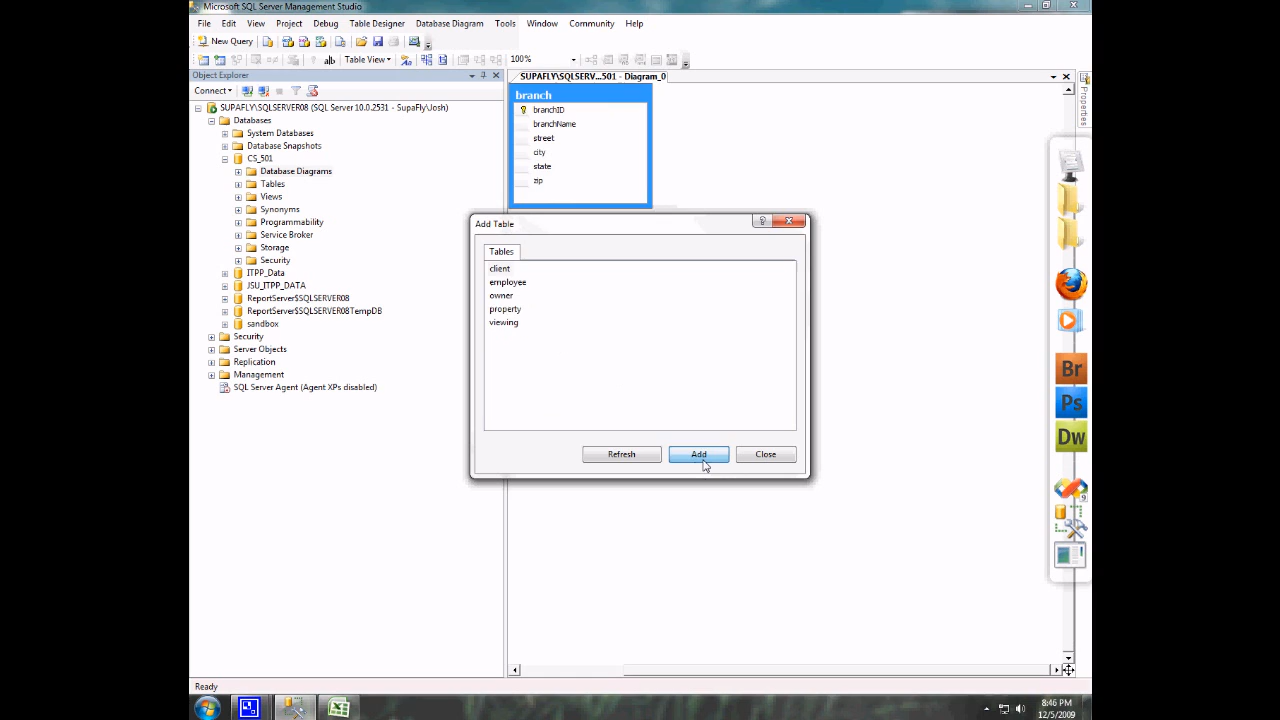 Microsoft SQL Server Management Studio
File Edit View Project Debug Table Designer Database Diagram Tools Window Community Help
New Query
ab Table View 100%
Object Explorer
SUPAFLY\SQLSERV...501 - Diagram_0
Properties
Connect
SUPAFLY\SQLSERVER08 (SQL Server 10.0.2531 - SupaFly\Josh)
Databases
System Databases
Database Snapshots
CS_501
Database Diagrams
Tables
Views
Synonyms
Programmability
Service Broker
Storage
Security
ITPP_Data
JSU_ITPP_DATA
ReportServer$SQLSERVER08
ReportServer$SQLSERVER08TempDB
sandbox
Security
Server Objects
Replication
Management
SQL Server Agent (Agent XPs disabled)
branch
branchID
branchName
street
city
state
zip
Add Table
Tables
client
employee
owner
property
viewing
Refresh Add Close
Br
Ps
Dw
9
Ready
8:46 PM
12/5/2009